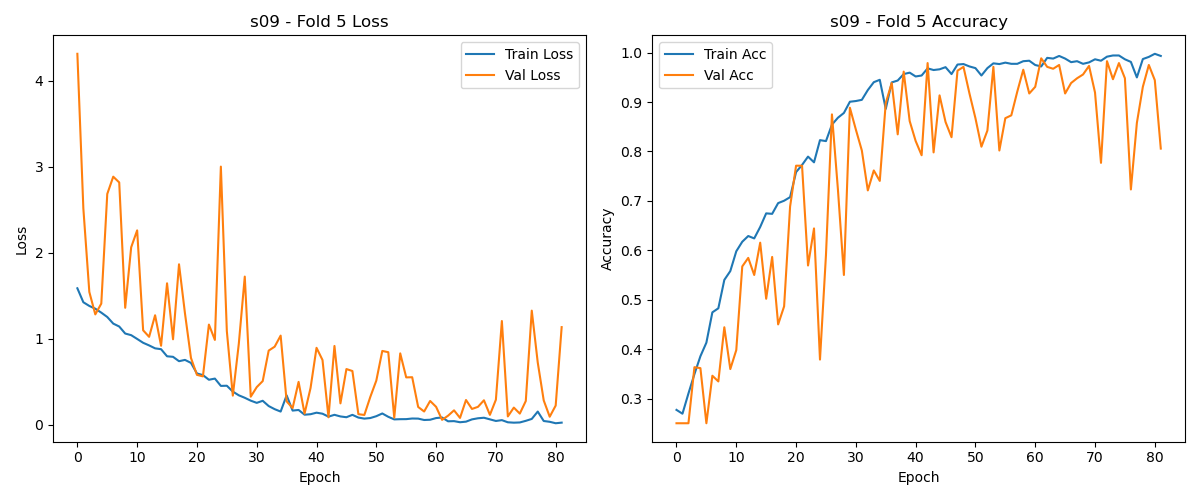 s09 - Fold 5 Loss
Train Loss
Val Loss
Loss
4
3
2
1
0
0 10 20 30 40 50 60 70 80
Epoch
s09 - Fold 5 Accuracy
Train Acc
Val Acc
Accuracy
1.0
0.9
0.8
0.7
0.6
0.5
0.4
0.3
0 10 20 30 40 50 60 70 80
Epoch